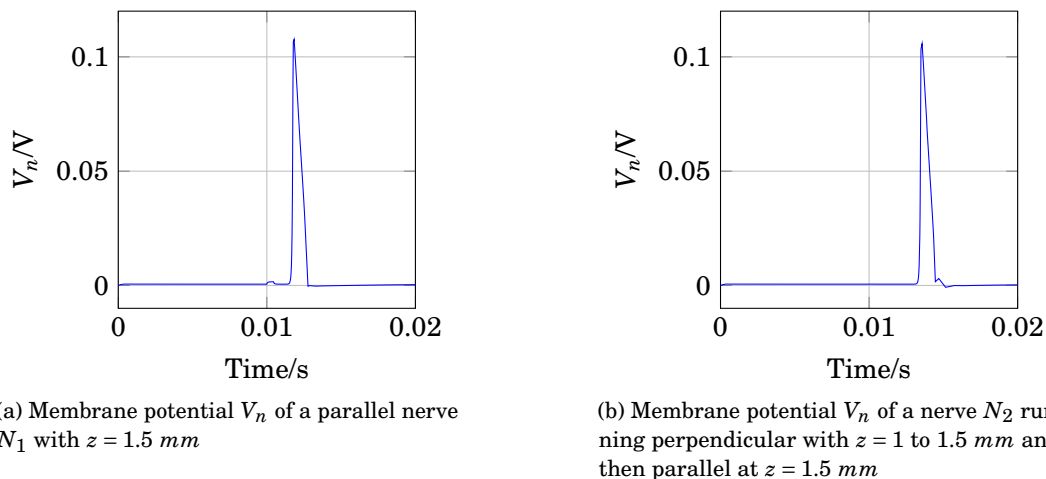 0.1
0.05
0
V_n/V
0
0.01
0.02
Time/s
(a) Membrane potential V_n of a parallel nerve
N_1 with z = 1.5 mm
0.1
0.05
0
V_n/V
0
0.01
0.02
Time/s
(b) Membrane potential V_n of a nerve N_2 run
ning perpendicular with z = 1 to 1.5 mm an
then parallel at z = 1.5 mm